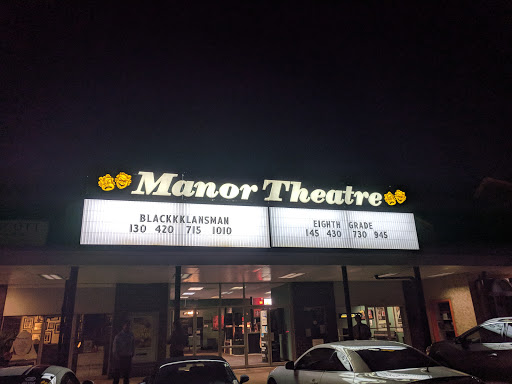 Manor Theatre
BLACKKKLANSMAN
130 420 715 1010
EIGHTH GRADE
145 430 730 945